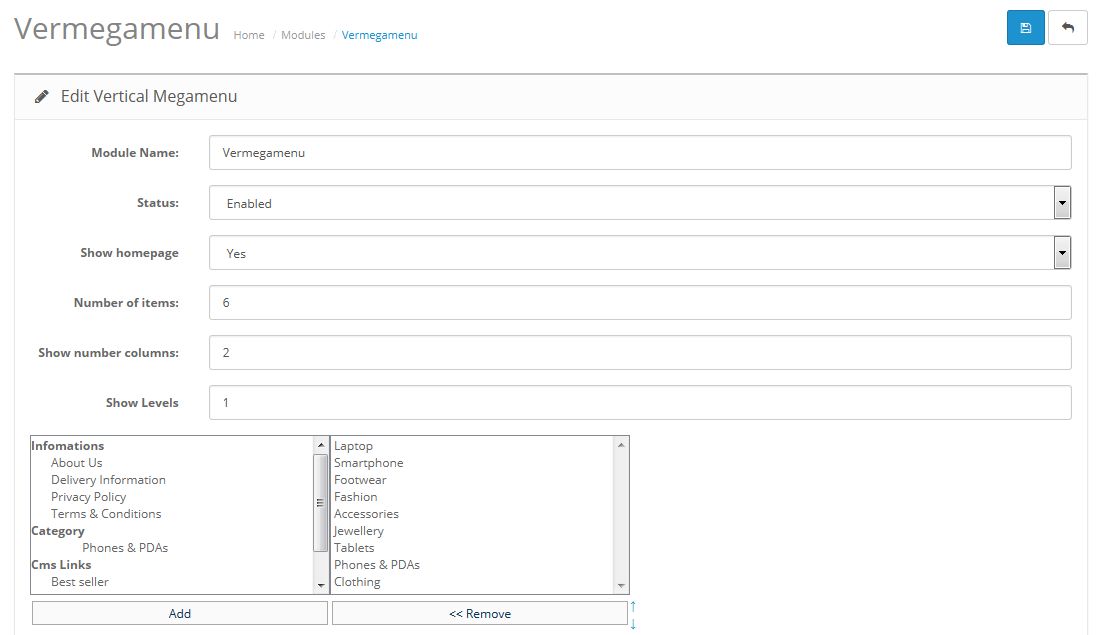 Vermegamenu Home / Modules / Vermegamenu
Edit Vertical Megamenu
Module Name: Vermegamenu
Status: Enabled
Show homepage Yes
Number of items: 6
Show number columns: 2
Show Levels 1
Infomations
About Us
Delivery Information
Privacy Policy
Terms & Conditions
Category
Phones & PDAs
Cms Links
Best seller
Laptop
Smartphone
Footwear
Fashion
Accessories
Jewellery
Tablets
Phones & PDAs
Clothing
Add
<< Remove